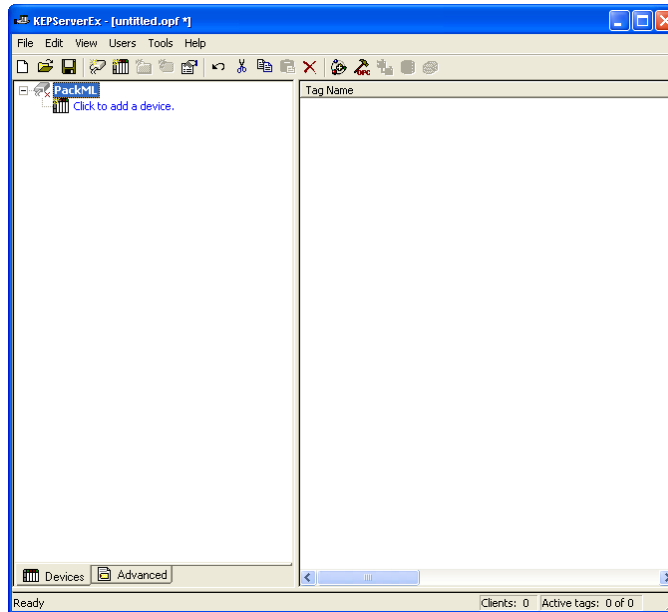 KEPServerEx - [untitled.opf *]
File Edit View Users Tools Help
OPC
PackML
Click to add a device.
Tag Name
Devices Advanced
Ready Clients: 0 Active tags: 0 of 0